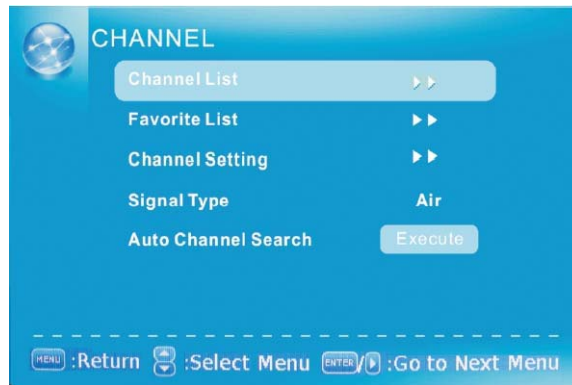 CHANNEL
Channel List
Favorite List
Channel Setting
Signal Type Air
Auto Channel Search Execute
MENU :Return :Select Menu ENTER / :Go to Next Menu